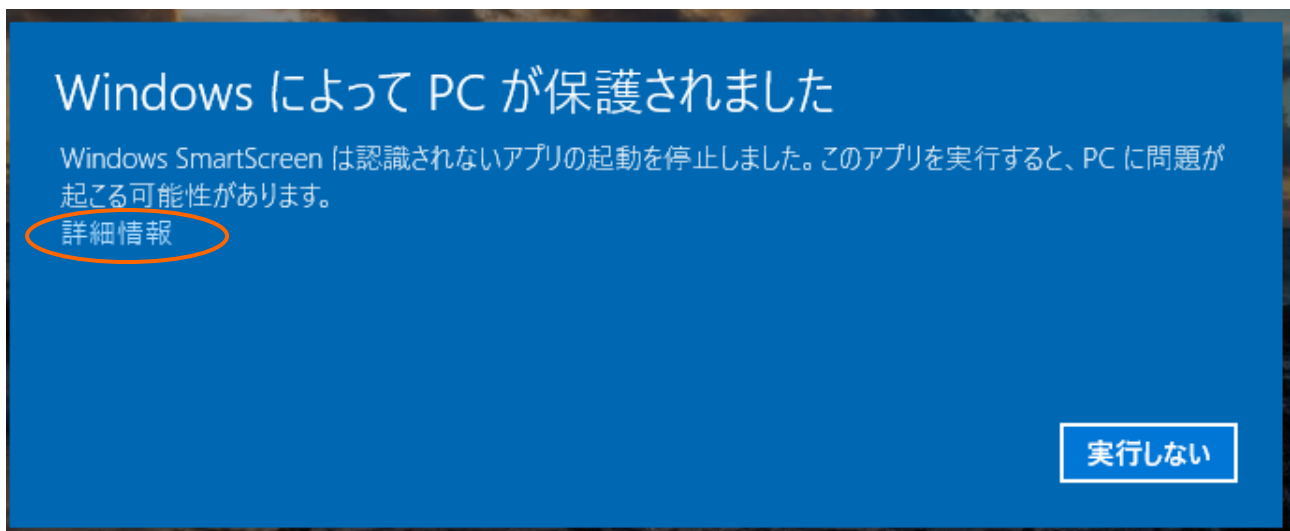 Windows によって PC が保護されました
Windows SmartScreen は認識されないアプリの起動を停止しました。このアプリを実行すると、PC に問題が
起こる可能性があります。
詳細情報
実行しない